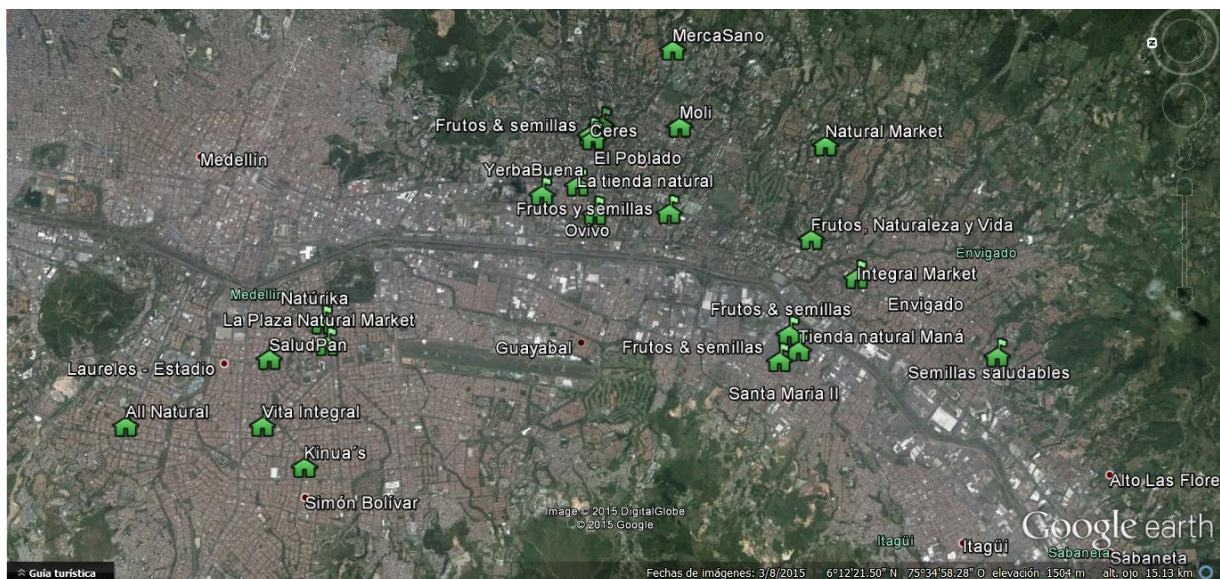 MercaSano
N
Moli
Frutos & semillas
Ceres
Natural Market
Medellín
El Poblado
YerbaBuena
La tienda natural
Frutos y semillas
Ovivo
Frutos, Naturaleza y Vida
Envigado
Integral Market
Medellín
Natúrika
Envigado
Frutos & semillas
La Plaza Natural Market
Tienda natural Maná
SaludPan
Guayabal
Frutos & semillas
Laureles - Estadio
Semillas saludables
Santa Maria II
All Natural
Vita Integral
Kinua´s
Alto Las Flore
Simón Bolívar
Image © 2015 DigitalGlobe
© 2015 Google
Google earth
Itagüi
Itagüi
Sabaneta
Sabaneta
Guía turística
Fechas de imágenes: 3/8/2015 6°12'21.50" N 75°34'58.28" O elevación 1504 m alt. ojo 15.13 km